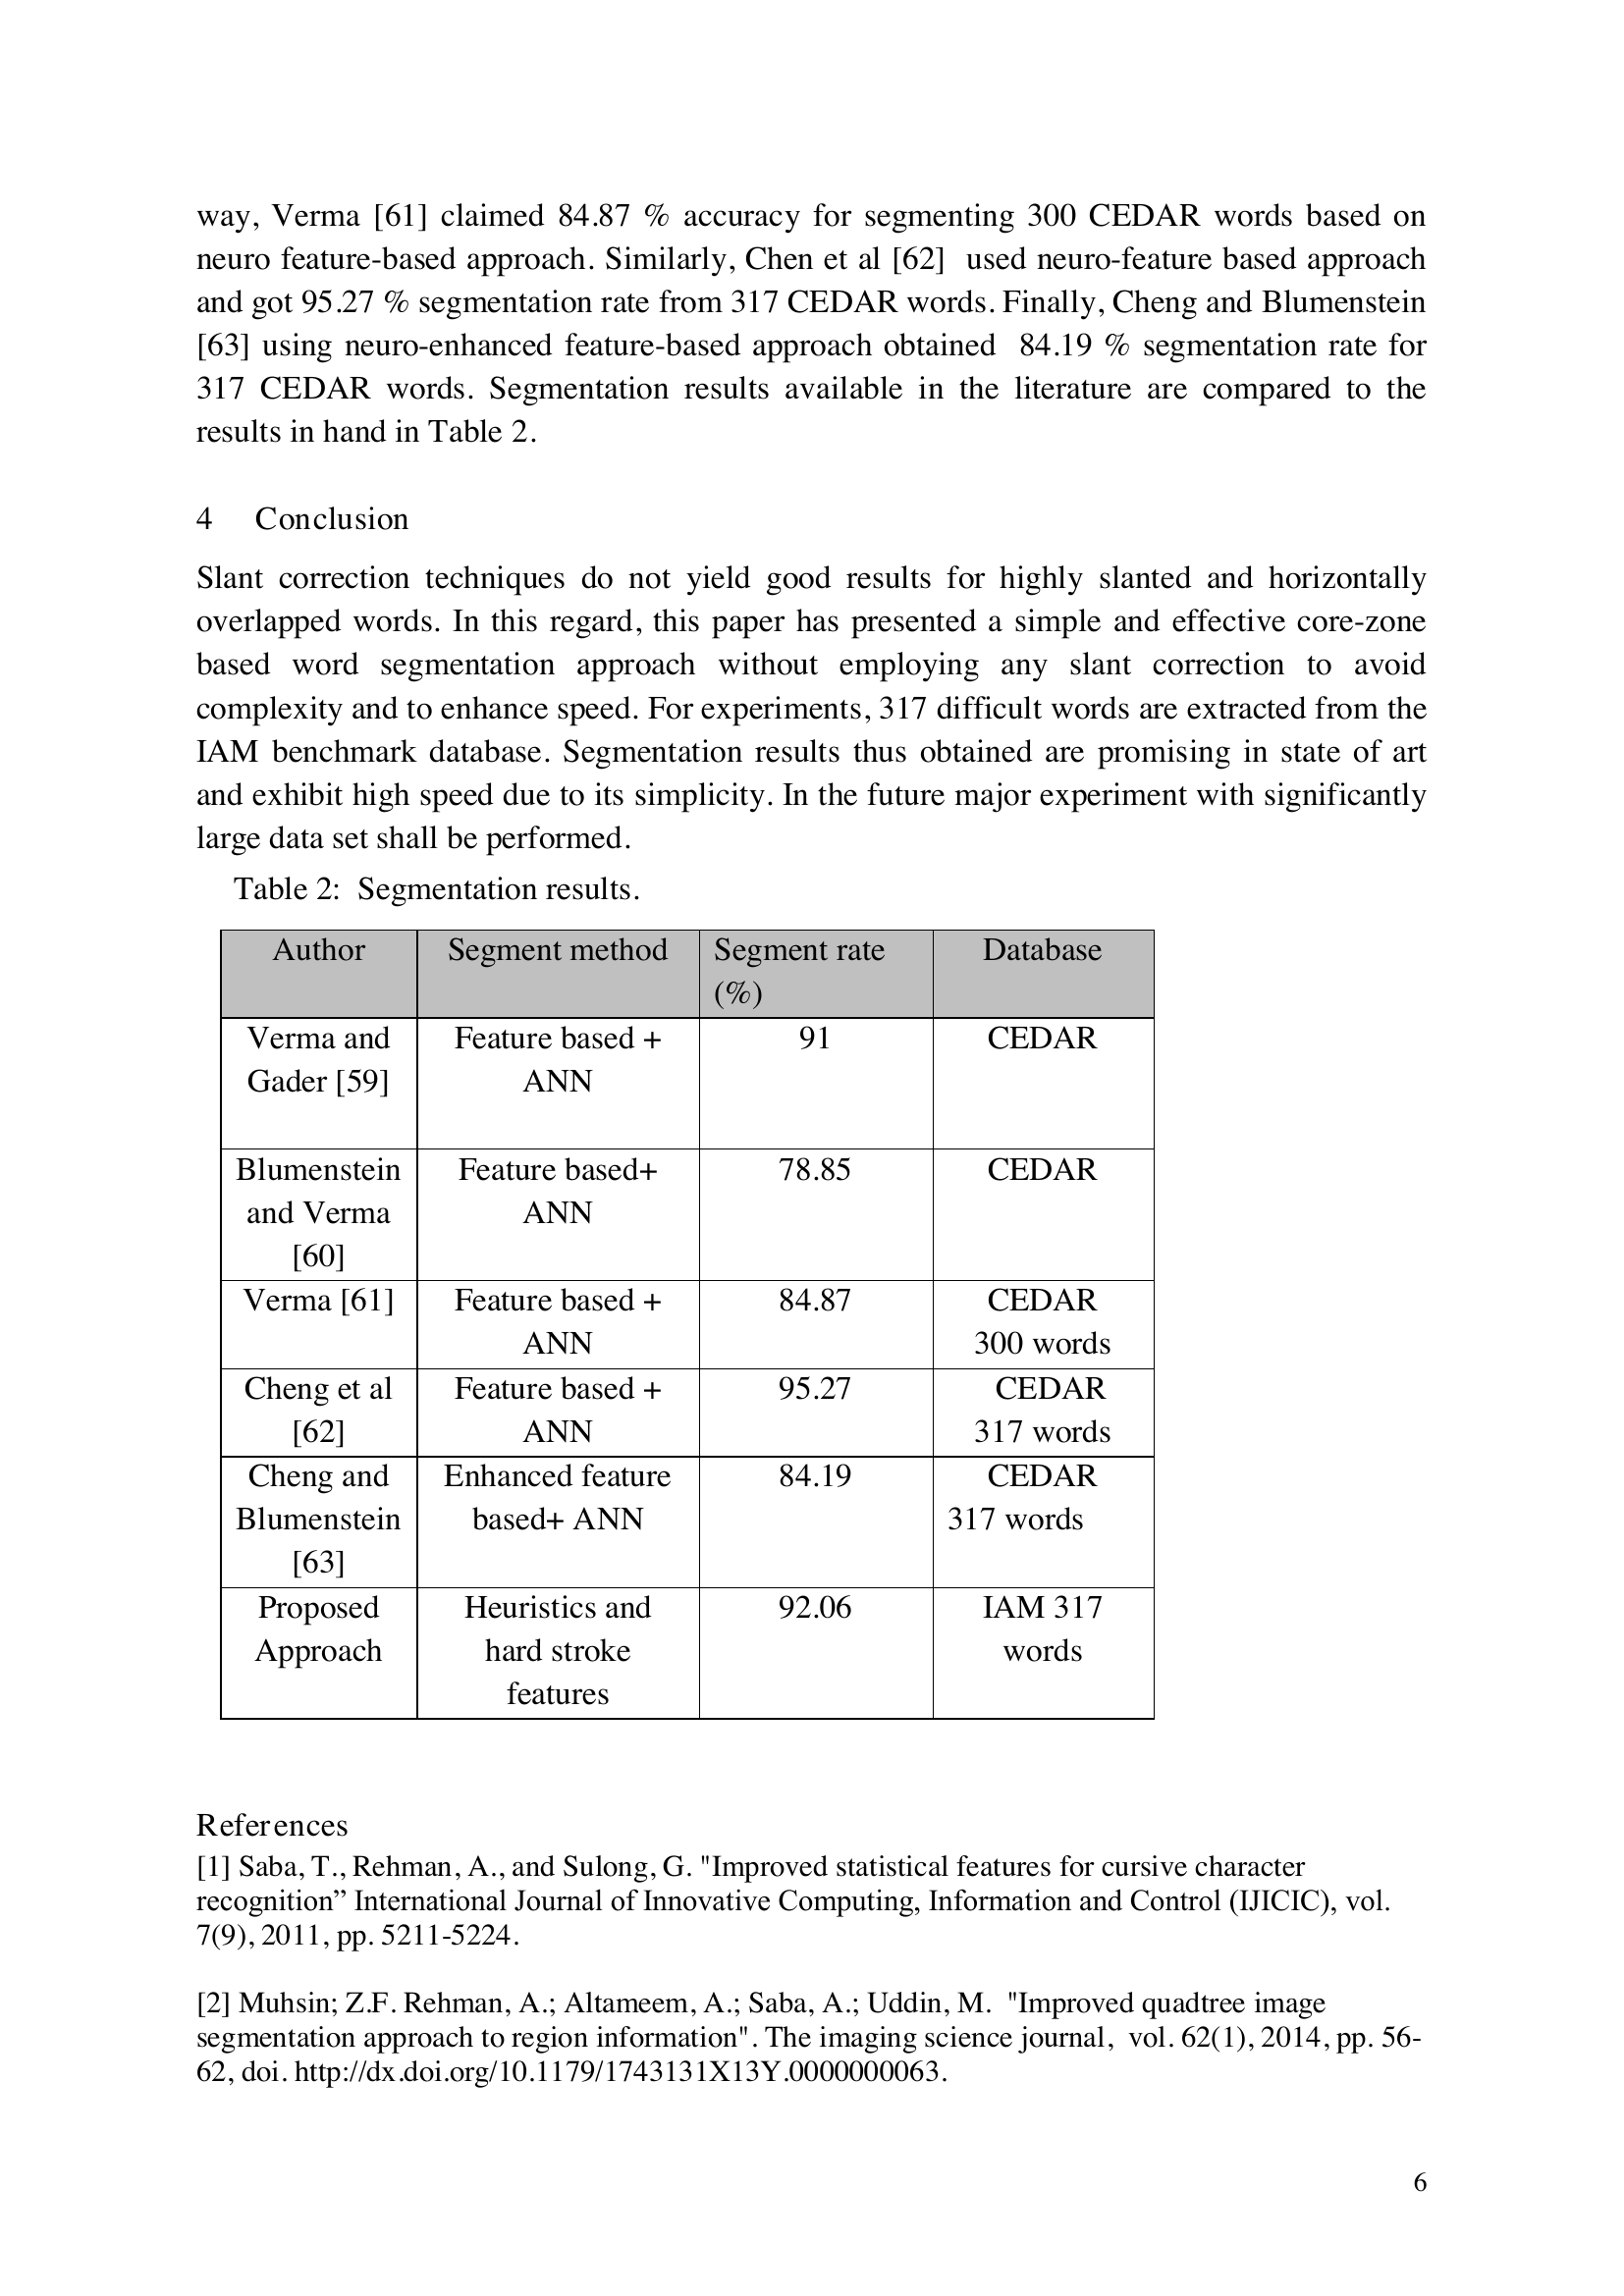 way, Verma [61] claimed 84.87 % accuracy for segmenting 300 CEDAR words based on
neuro feature-based approach. Similarly, Chen et al [62]  used neuro-feature based approach
and got 95.27 % segmentation rate from 317 CEDAR words. Finally, Cheng and Blumenstein
[63] using neuro-enhanced feature-based approach obtained  84.19 % segmentation rate for
317 CEDAR words. Segmentation results available in the literature are compared to the
results in hand in Table 2.
4 Conclusion
Slant correction techniques do not yield good results for highly slanted and horizontally
overlapped words. In this regard, this paper has presented a simple and effective core-zone
based word segmentation approach without employing any slant correction to avoid
complexity and to enhance speed. For experiments, 317 difficult words are extracted from the
IAM benchmark database. Segmentation results thus obtained are promising in state of art
and exhibit high speed due to its simplicity. In the future major experiment with significantly
large data set shall be performed.
Table 2:  Segmentation results.
Author Segment method Segment rate Database
(%)
Verma and Feature based + 91 CEDAR
Gader [59] ANN
Blumenstein Feature based+ 78.85 CEDAR
and Verma ANN
[60]
Verma [61] Feature based + 84.87 CEDAR
ANN 300 words
Cheng et al Feature based + 95.27 CEDAR
[62] ANN 317 words
Cheng and Enhanced feature 84.19 CEDAR
Blumenstein based+ ANN 317 words
[63]
Proposed Heuristics and 92.06 IAM 317
Approach hard stroke words
features
References
[1] Saba, T., Rehman, A., and Sulong, G. "Improved statistical features for cursive character
recognition” International Journal of Innovative Computing, Information and Control (IJICIC), vol.
7(9), 2011, pp. 5211-5224.
[2] Muhsin; Z.F. Rehman, A.; Altameem, A.; Saba, A.; Uddin, M.  "Improved quadtree image
segmentation approach to region information". The imaging science journal,  vol. 62(1), 2014, pp. 56-
62, doi. http://dx.doi.org/10.1179/1743131X13Y.0000000063.
6